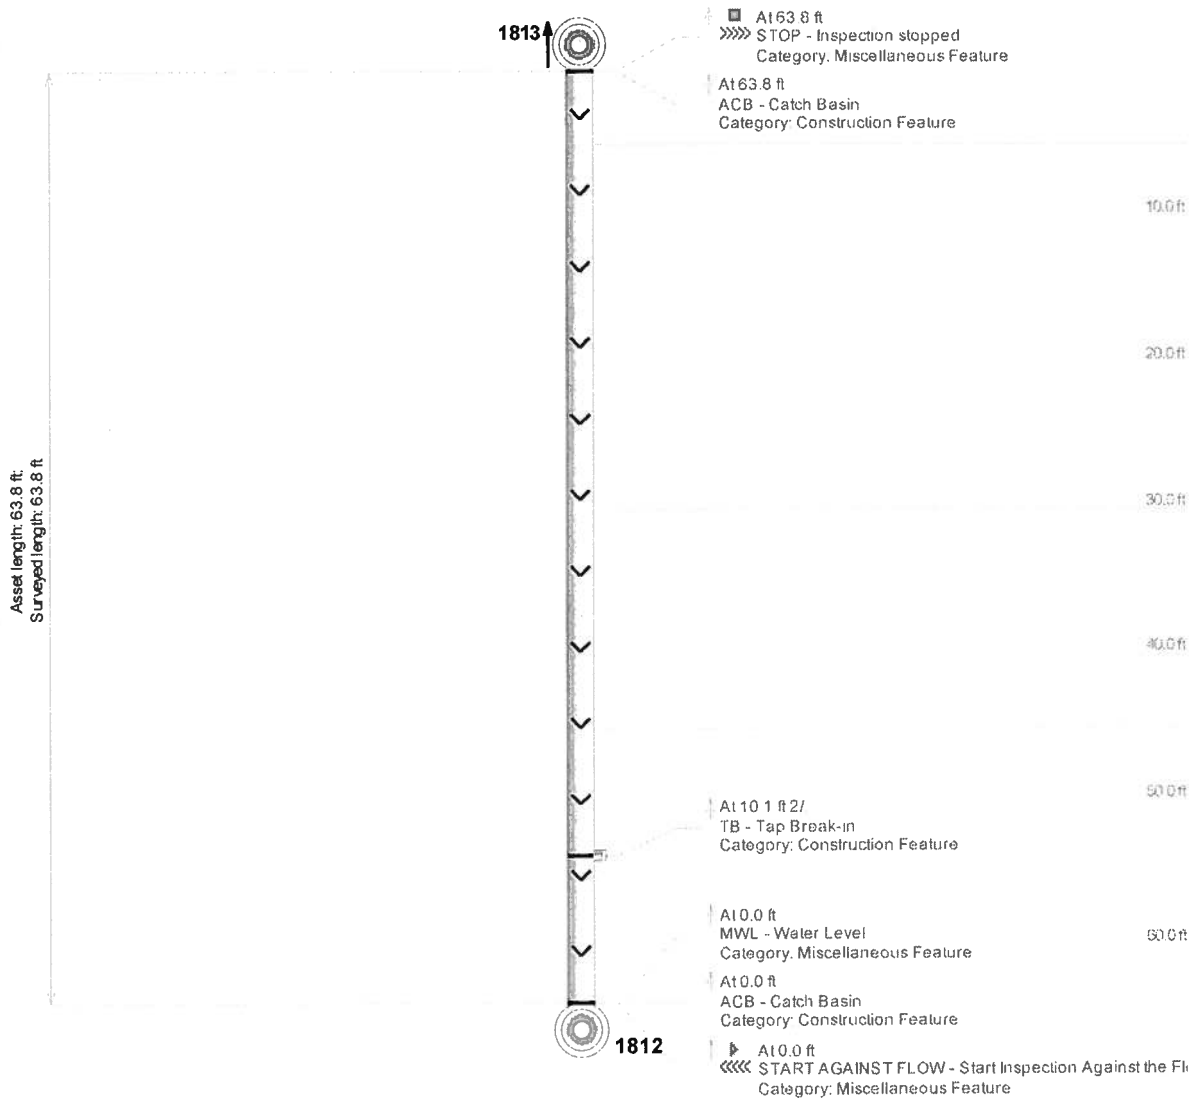 1813
At 63.8 ft
STOP - Inspection stopped
Category. Miscellaneous Feature
At 63.8 ft
ACB - Catch Basin
Category: Construction Feature
10.0 ft
20.0 ft
30.0 ft
Asset length: 63.8 ft:
Surveyed length: 63.8 ft
40.0 ft
50.0 ft
At 10 1 ft 2/
TB - Tap Break-in
Category: Construction Feature
At 0.0 ft
MWL - Water Level
Category. Miscellaneous Feature
60.0 ft
At 0.0 ft
ACB - Catch Basin
Category: Construction Feature
1812
At 0.0 ft
START AGAINST FLOW - Start Inspection Against the Fl
Category: Miscellaneous Feature